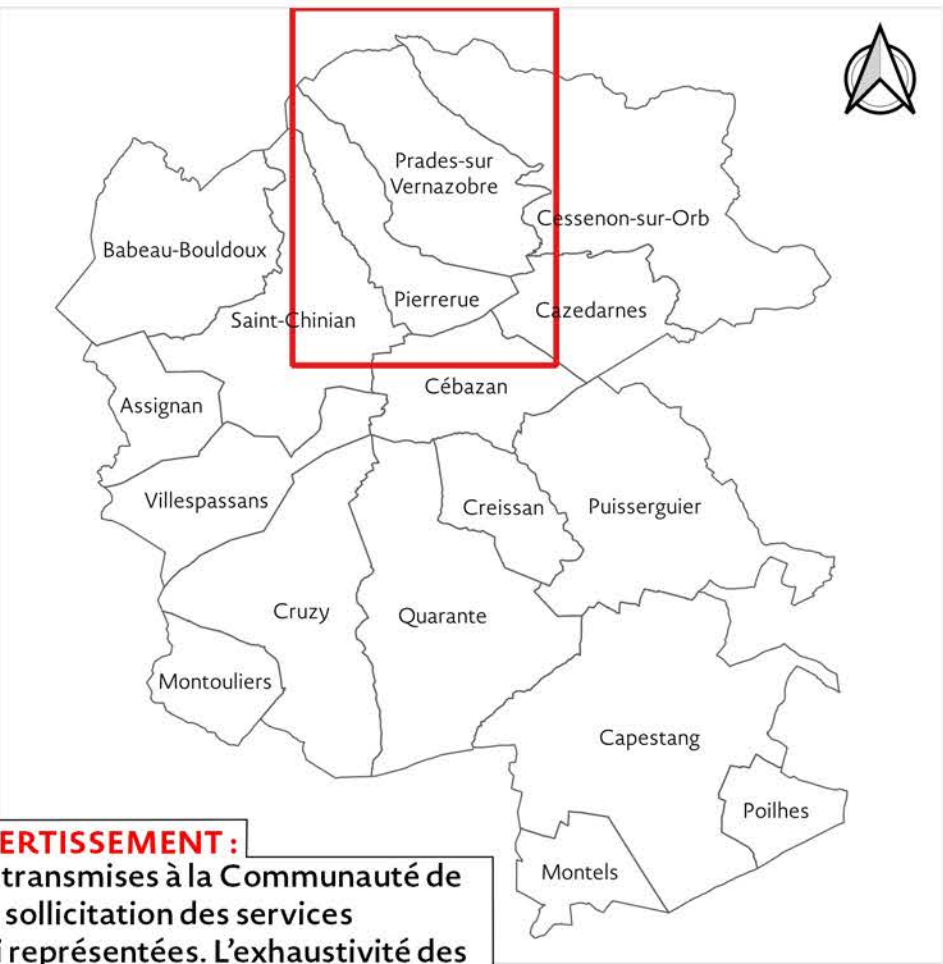 Prades-sur
Vernazobre
Cessenon-sur-Orb
Babeau-Bouldoux
Pierrerue
Cazedarnes
Saint-Chinian
Cébazan
Assignan
Villespassans
Creissan
Puisserguier
Cruzy
Quarante
Montouliers
Capestang
Poilhes
Montels
ERTISSEMENT :
transmises à la Communauté de
sollicitation des services
i représentées. L'exhaustivité des